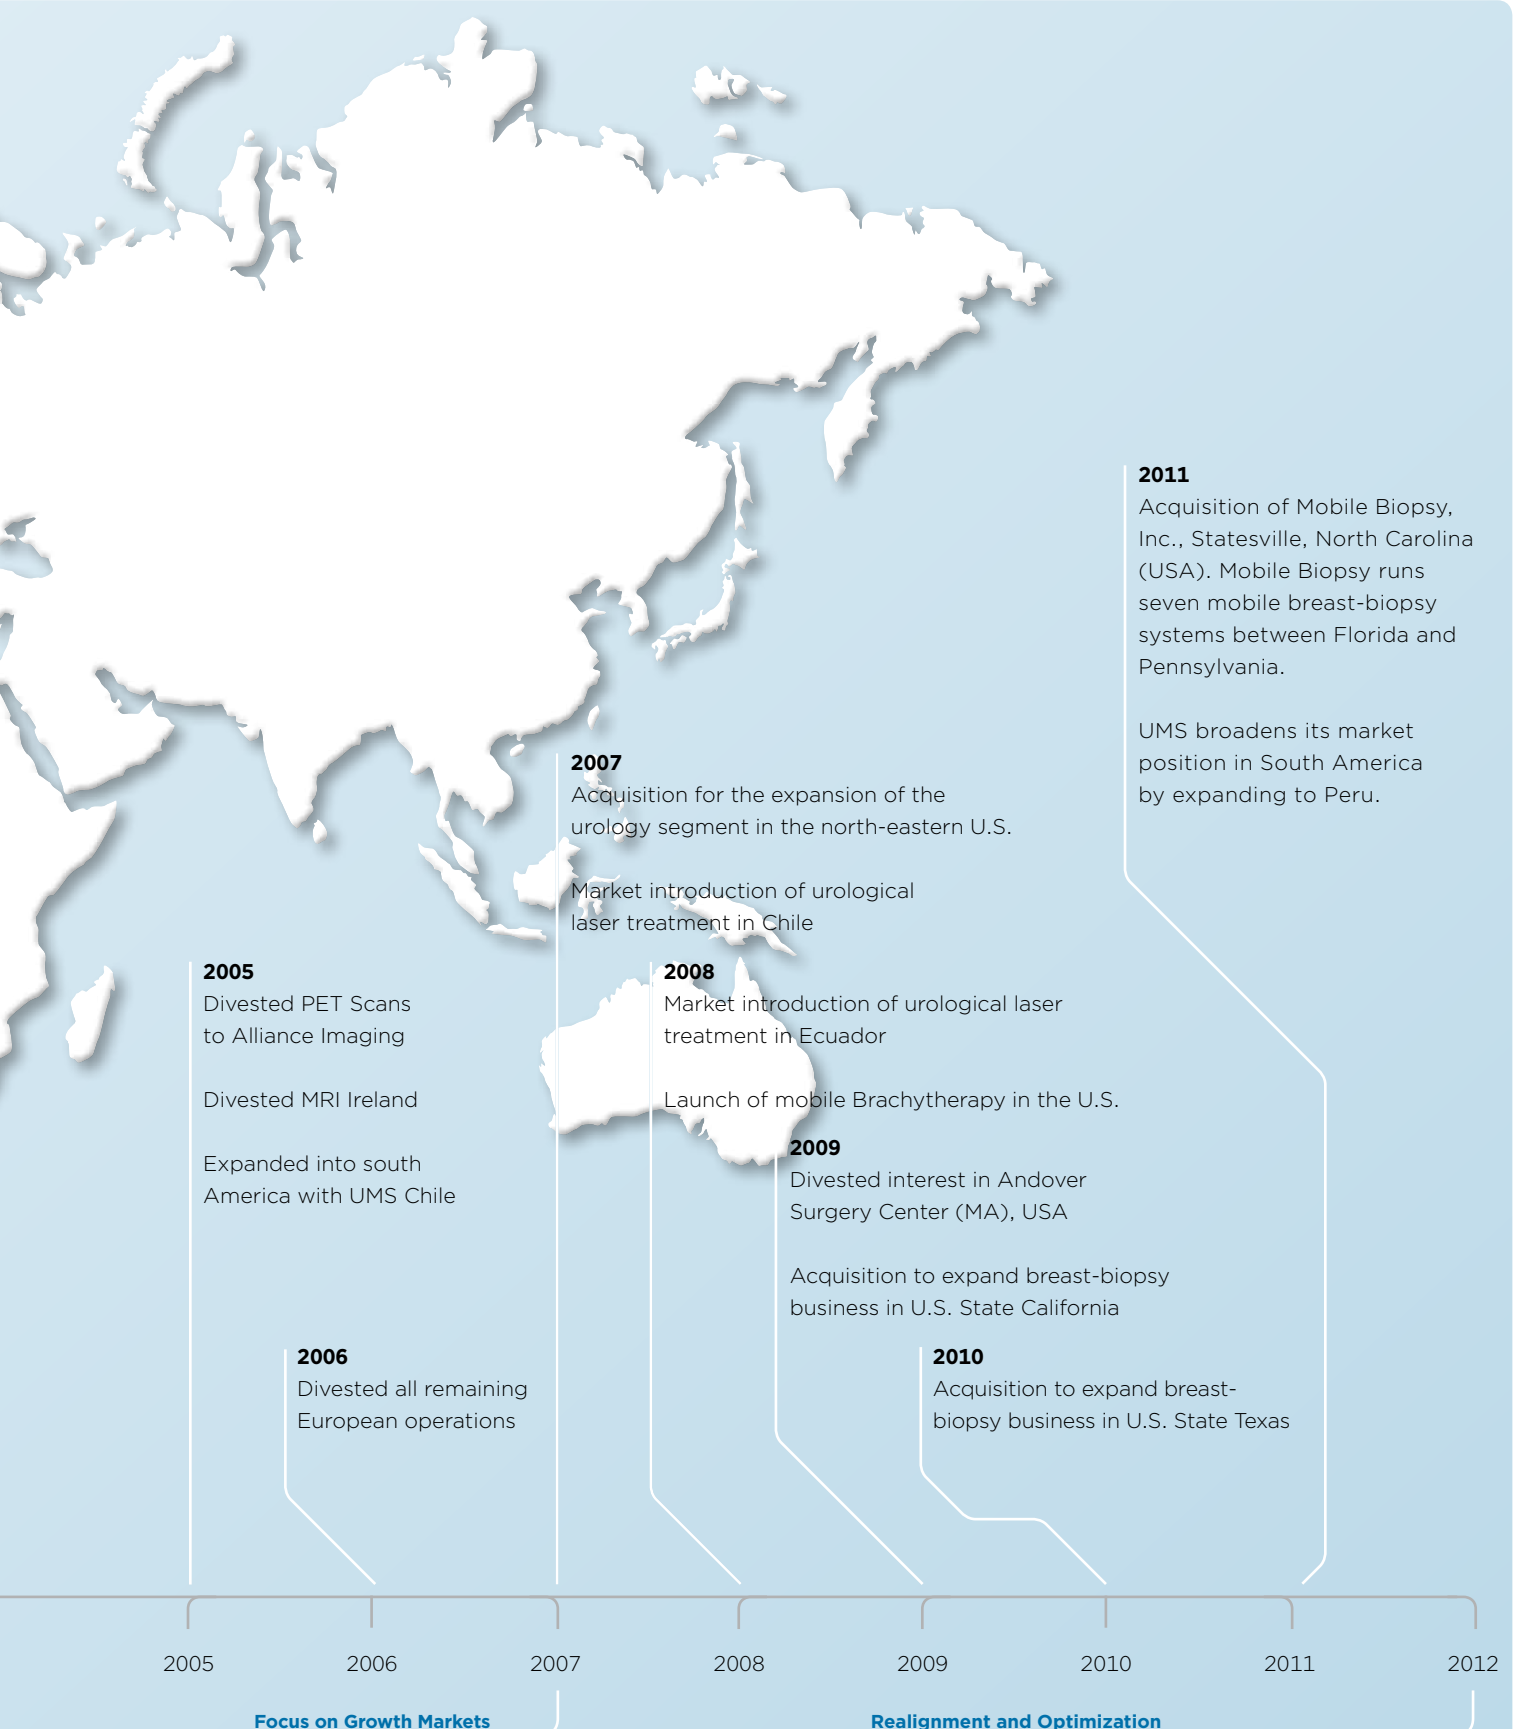 2011
Acquisition of Mobile Biopsy,
Inc., Statesville, North Carolina
(USA). Mobile Biopsy runs
seven mobile breast-biopsy
systems between Florida and
Pennsylvania.
UMS broadens its market
position in South America
by expanding to Peru.
2007
Acquisition for the expansion of the
urology segment in the north-eastern U.S.
Market introduction of urological
laser treatment in Chile
2005
Divested PET Scans
to Alliance Imaging
Divested MRI Ireland
Expanded into south
America with UMS Chile
2008
Market introduction of urological laser
treatment in Ecuador
Launch of mobile Brachytherapy in the U.S.
2009
Divested interest in Andover
Surgery Center (MA), USA
Acquisition to expand breast-biopsy
business in U.S. State California
2006
Divested all remaining
European operations
2010
Acquisition to expand breast-
biopsy business in U.S. State Texas
2005 2006 2007 2008 2009 2010 2011 2012
Focus on Growth Markets Realignment and Optimization